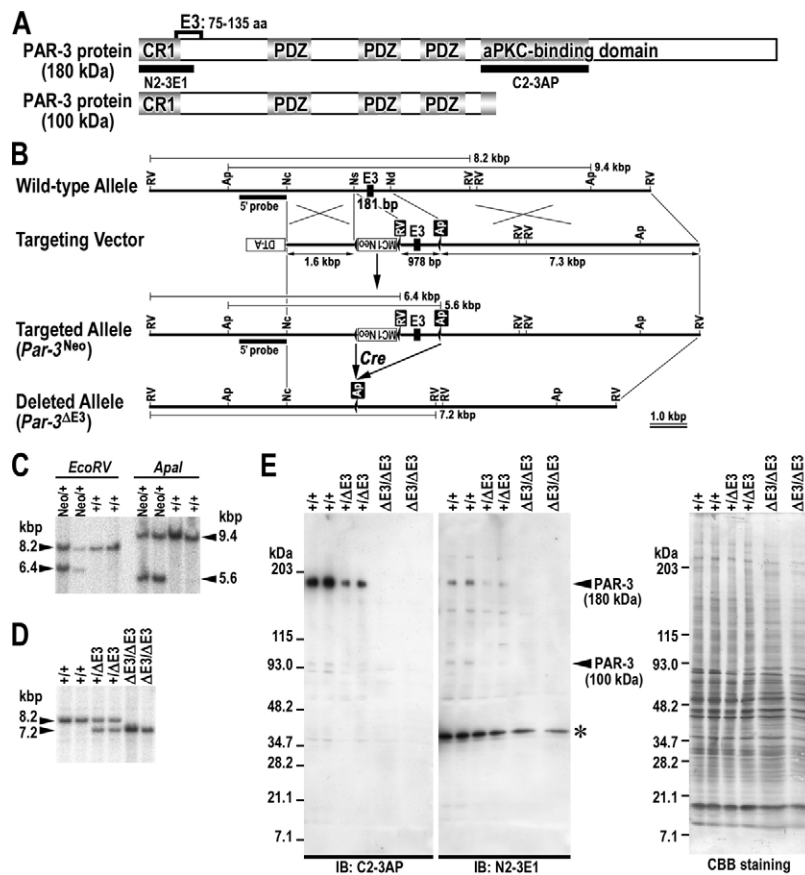 A
E3: 75-135 aa
PAR-3 protein
(180 kDa)
CR1
PDZ
PDZ
PDZ
aPKC-binding domain
N2-3E1
C2-3AP
PAR-3 protein
(100 kDa)
CR1
PDZ
PDZ
PDZ
B
8.2 kbp
9.4 kbp
Wild-type Allele
RV
Ap
Nc
Ns
E3
Nd
RV
RV
Ap
RV
5' probe
181 bp
Targeting Vector
DT-A
MC1Neo
RV
E3
Ap
RV
RV
Ap
1.6 kbp
978 bp
7.3 kbp
6.4 kbp
5.6 kbp
Targeted Allele
(Par-3Neo)
RV
Ap
Nc
MC1Neo
RV
E3
Ap
RV
RV
Ap
RV
5' probe
Cre
Deleted Allele
(Par-3ΔE3)
RV
Ap
Nc
Ap
RV
RV
Ap
RV
7.2 kbp
1.0 kbp
C
EcoRV
ApaI
Neo/+
Neo/+
+/+
+/+
Neo/+
Neo/+
+/+
+/+
kbp
8.2
6.4
kbp
9.4
5.6
D
+/+
+/+
+/ΔE3
+/ΔE3
ΔE3/ΔE3
ΔE3/ΔE3
kbp
8.2
7.2
E
+/+
+/+
+/ΔE3
+/ΔE3
ΔE3/ΔE3
ΔE3/ΔE3
kDa
203
115
93.0
48.2
34.7
28.2
21.1
7.1
IB: C2-3AP
+/+
+/+
+/ΔE3
+/ΔE3
ΔE3/ΔE3
ΔE3/ΔE3
PAR-3
(180 kDa)
PAR-3
(100 kDa)
*
IB: N2-3E1
+/+
+/+
+/ΔE3
+/ΔE3
ΔE3/ΔE3
ΔE3/ΔE3
kDa
203
115
93.0
48.2
34.7
28.2
21.1
7.1
CBB staining